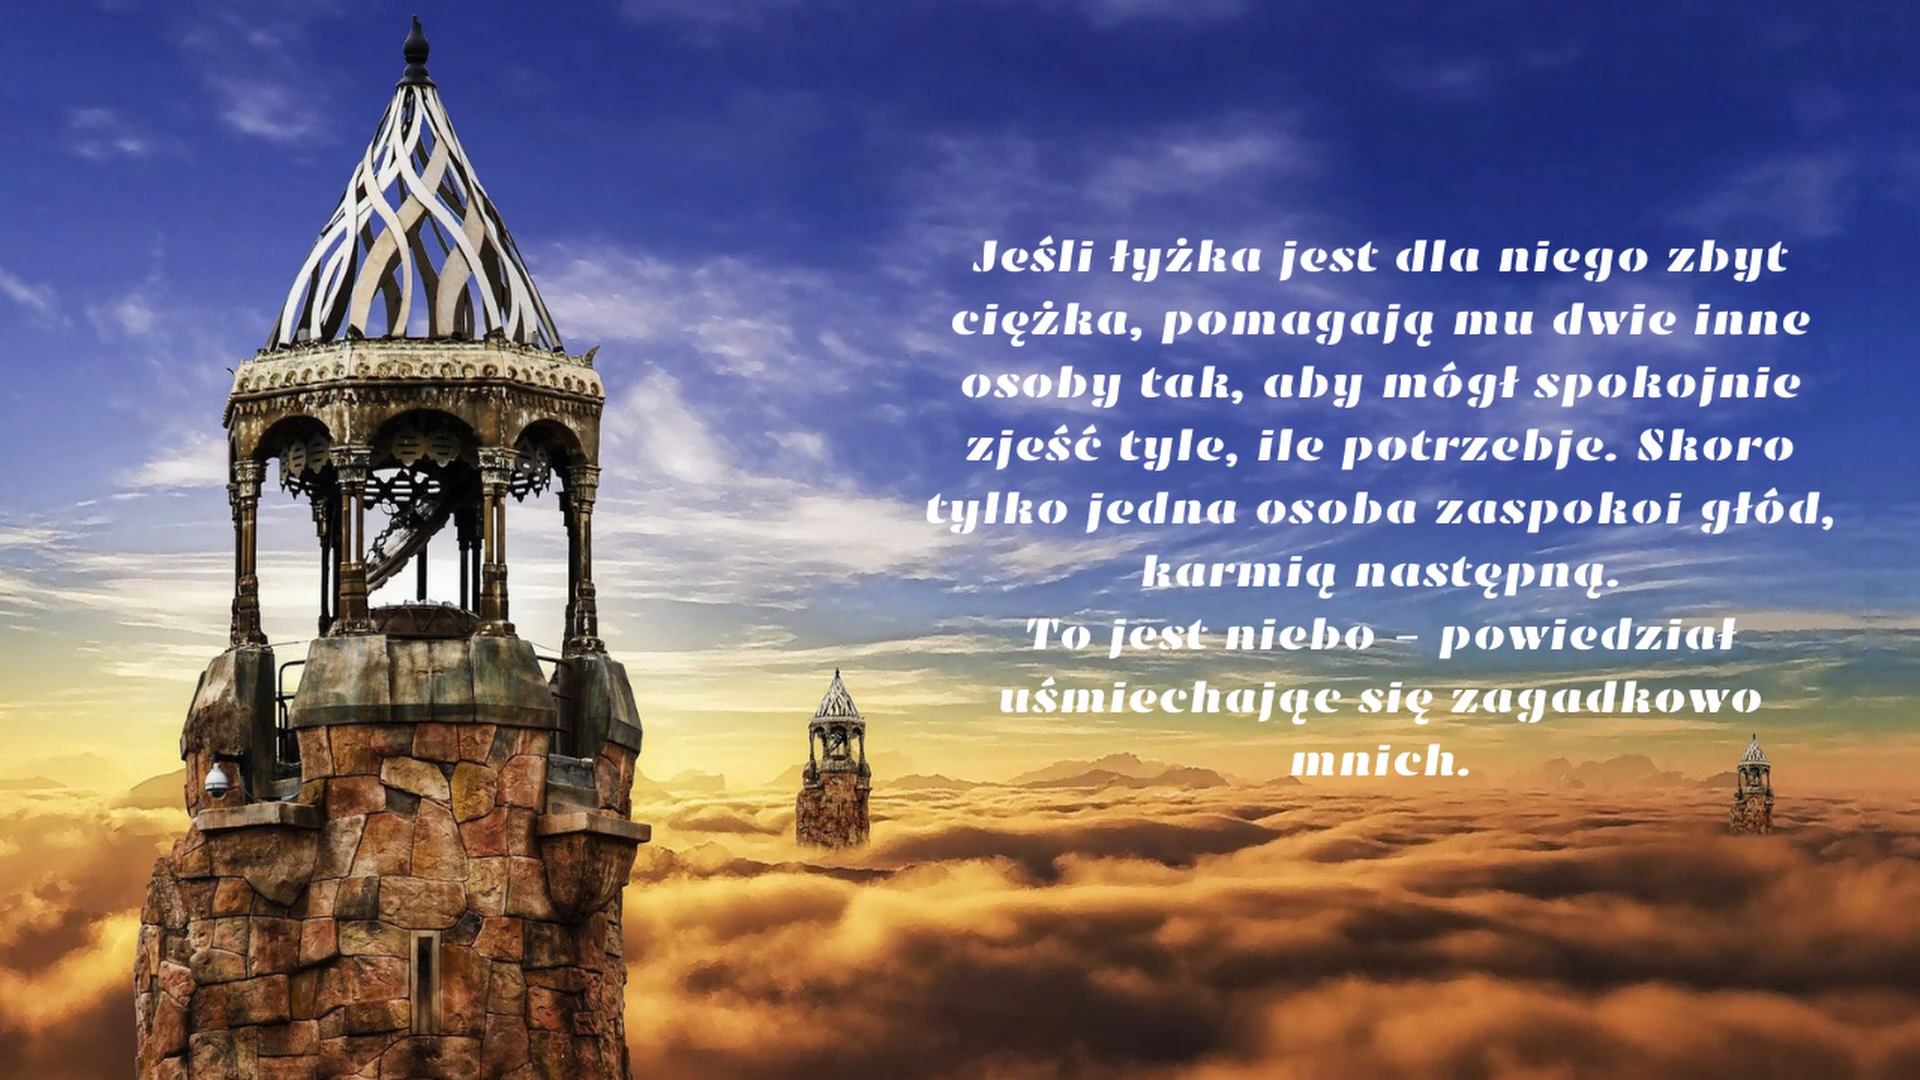 Jeśli łyżka jest dla niego zbyt
ciężka, pomagają mu dwie inne
osoby tak, aby mógł spokojnie
zjeść tyle, ile potrzebje. Skoro
tylko jedna osoba zaspokoi głód,
karmią następną.
To jest niebo – powiedział
uśmiechając się zagadkowo
mnich.